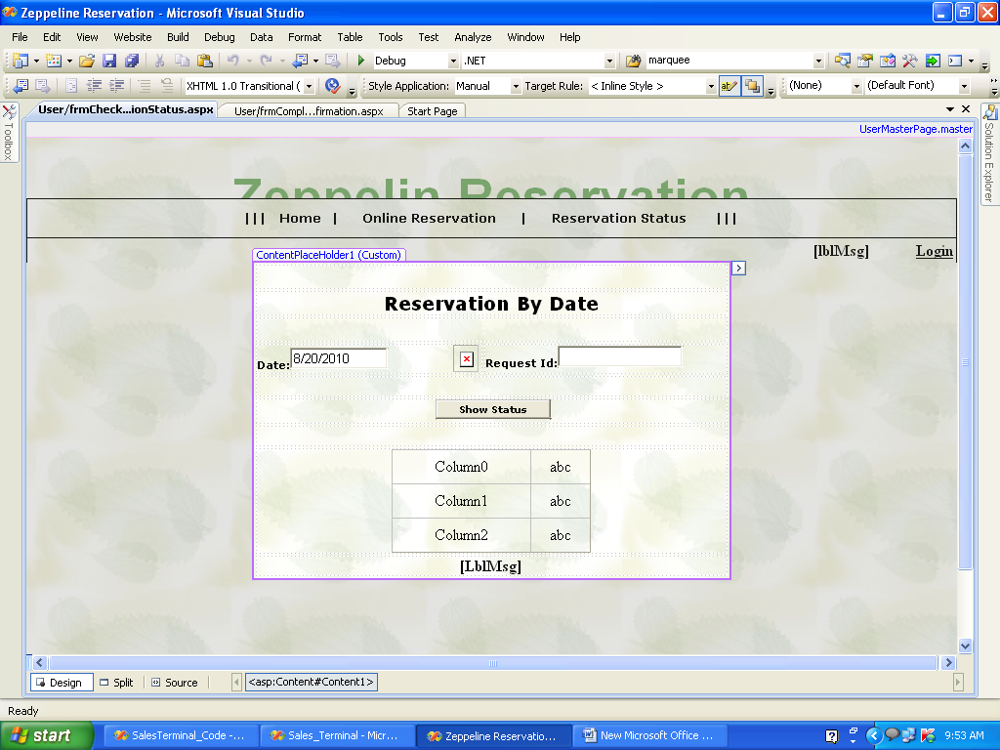 Zeppeline Reservation - Microsoft Visual Studio
File Edit View Website Build Debug Data Format Table Tools Test Analyze Window Help
Debug .NET marquee
XHTML 1.0 Transitional ( Style Application: Manual Target Rule: < Inline Style > (None) (Default Font)
User/frmCheck...ionStatus.aspx User/frmCompl...firmation.aspx Start Page
Toolbox
Solution Explorer
UserMasterPage.master
Zeppelin Reservation
||| Home | Online Reservation | Reservation Status |||
[lblMsg] Login
ContentPlaceHolder1 (Custom)
Reservation By Date
Date: 8/20/2010 Request Id:
Show Status
Column0 abc
Column1 abc
Column2 abc
[LblMsg]
Design Split Source <asp:Content#Content1>
Ready
start SalesTerminal_Code -... Sales_Terminal - Micr... Zeppeline Reservatio... New Microsoft Office ... 9:53 AM